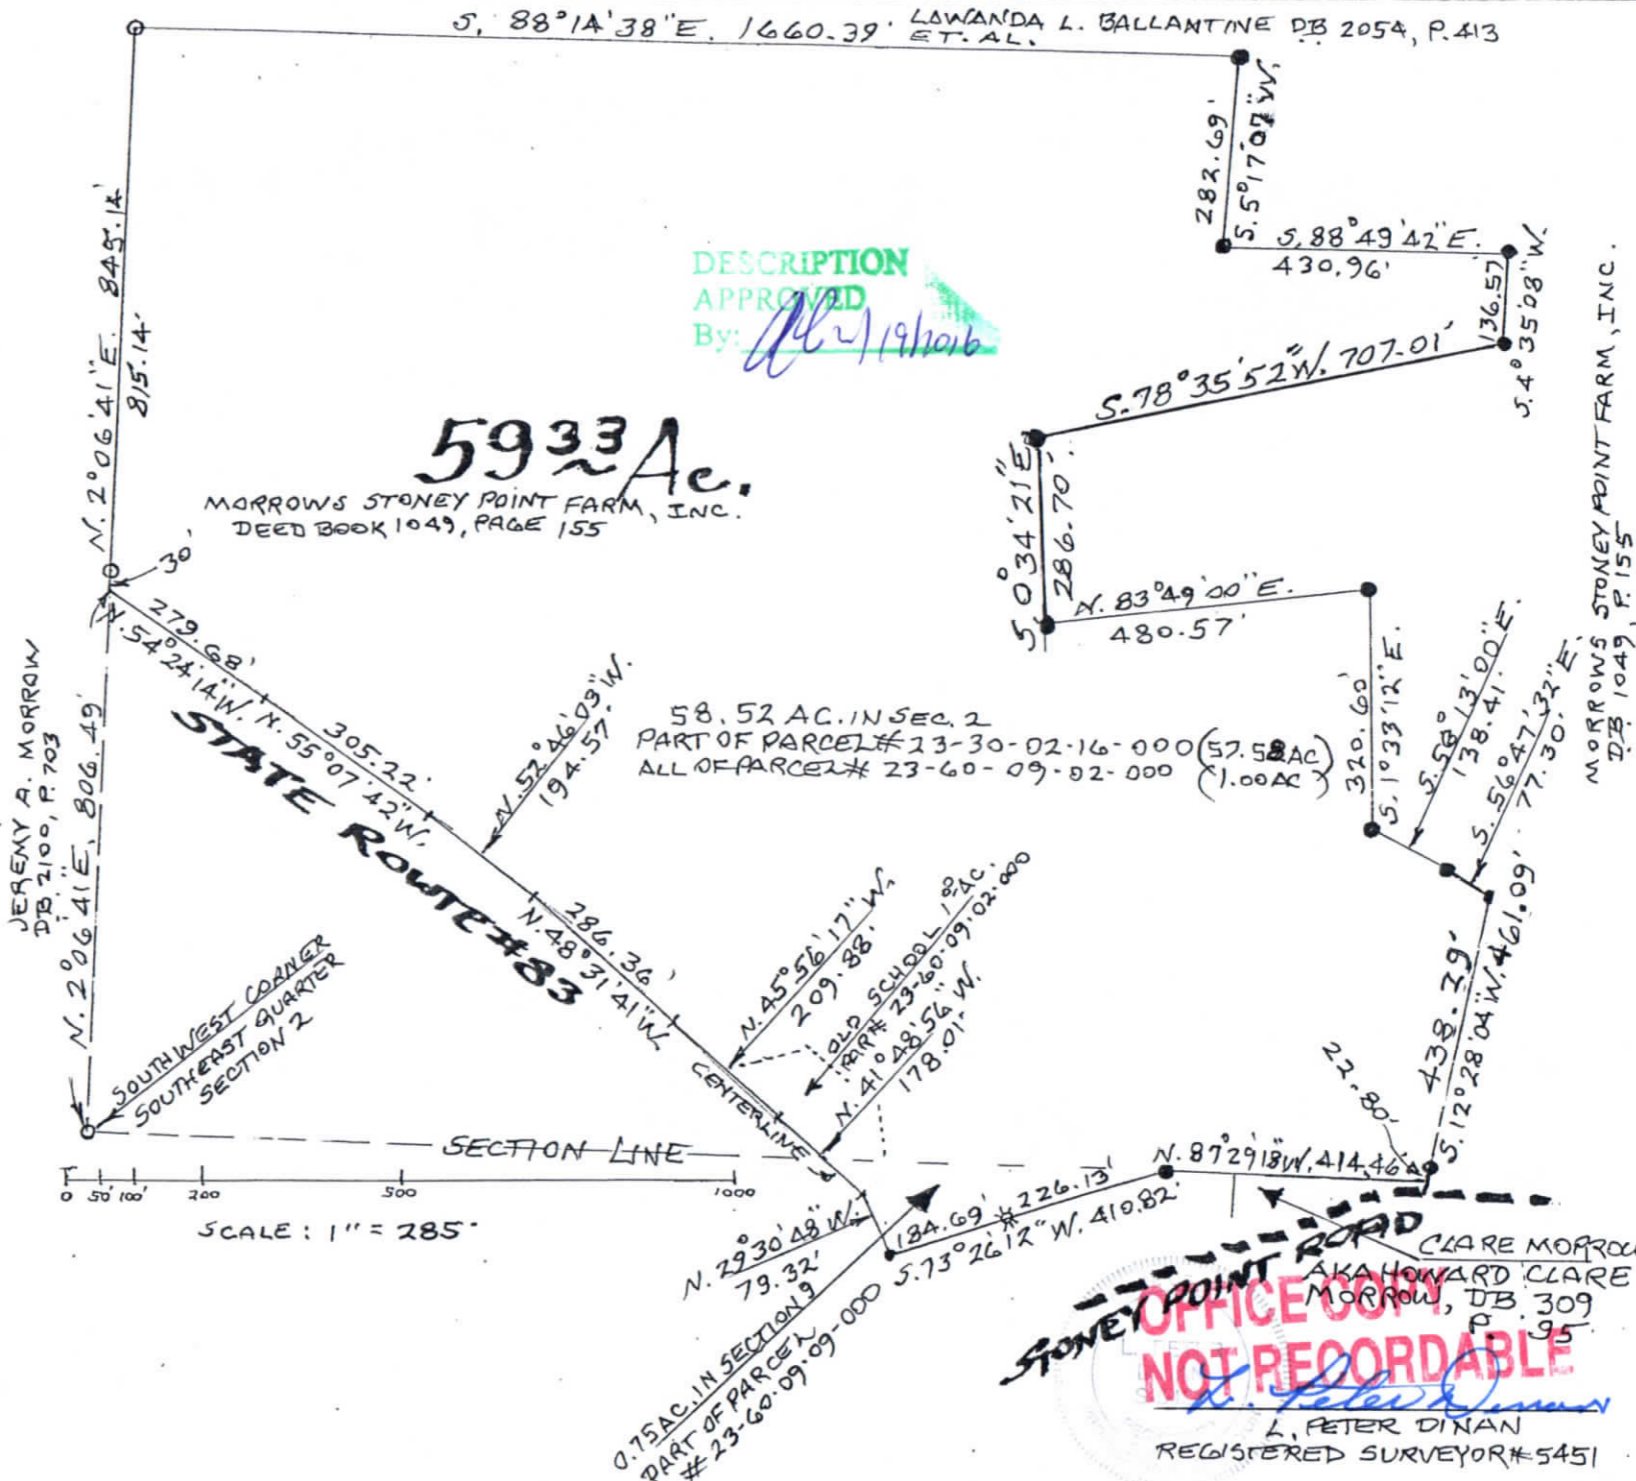 S. 88°14'38"E. 1660.39' LAWANDA L. BALLANTINE DB 2054, P. 413
ET. AL.
282.69'
S. 5°17'07"W.
S. 88°49'42"E.
430.96'
136.57'
S. 4°35'08"W.
MORROWS STONEY POINT FARM, INC.
DB 1049, P. 155
N. 2°06'41"E. 845.14'
815.14'
DESCRIPTION
APPROVED
By:
S. 78°35'52"W. 707.01'
59 33 Ac.
MORROWS STONEY POINT FARM, INC.
DEED BOOK 1049, PAGE 155
S. 0°34'21"E
286.70'
30'
N. 83°49'00"E.
480.57'
279.68'
N. 54°24'14"W.
305.22'
N. 55°07'42"W.
N. 52°46'03"W.
194.57'
STATE ROUTE #83
58.52 AC. IN SEC. 2
PART OF PARCEL # 23-30-02-16-000 (57.52 AC)
ALL OF PARCEL # 23-60-09-02-000 (1.00 AC)
320.60'
S. 1°33'12"E.
S. 58°13'00"E.
138.41'
S. 56°47'32"E.
77.30'
JEREMY A. MORROW
DB 2100, P. 703
N. 2°06'41"E, 806.49'
286.36'
N. 48°31'41"W.
N. 45°56'17"W.
209.88'
OLD SCHOOL 1.00 AC.
PAR# 23-60-09-02-000
N. 41°48'54"W.
178.01'
CENTERLINE
438.29'
S. 12°28'04"W. 461.09'
22.80'
SOUTHWEST CORNER
SOUTHEAST QUARTER
SECTION 2
SECTION LINE
0 50' 100' 200 500 1000
SCALE: 1" = 285'
N. 87°29'18"W. 414.46'
184.69' * 226.13'
S. 73°26'12"W. 410.82'
N. 29°30'48"W.
79.32'
0.75 AC. IN SECTION 9
PART OF PARCEL
# 23-60-09-09-000
STONEY POINT ROAD
CLARE MORROW
AKA HOWARD CLARE
MORROW, DB 309
P. 95
OFFICE COPY
NOT RECORDABLE
L. Peter Dinan
L. PETER DINAN
REGISTERED SURVEYOR #5451